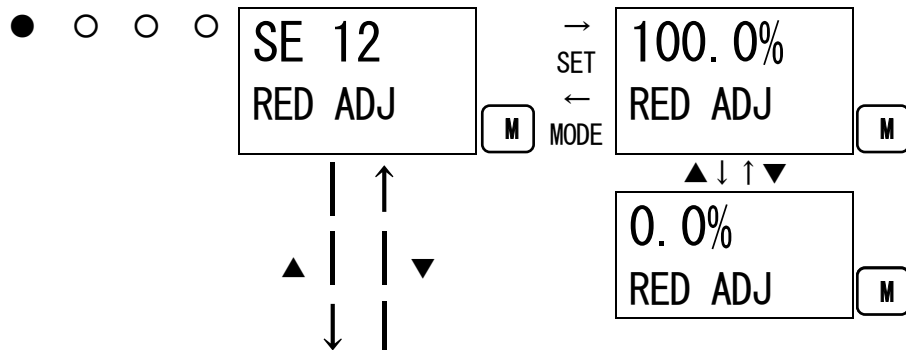 ● ○ ○ ○
SE 12
RED ADJ
M
→
SET
←
MODE
100.0%
RED ADJ
M
▲↓↑▼
0.0%
RED ADJ
M
▲ ↓ ↑ ▼